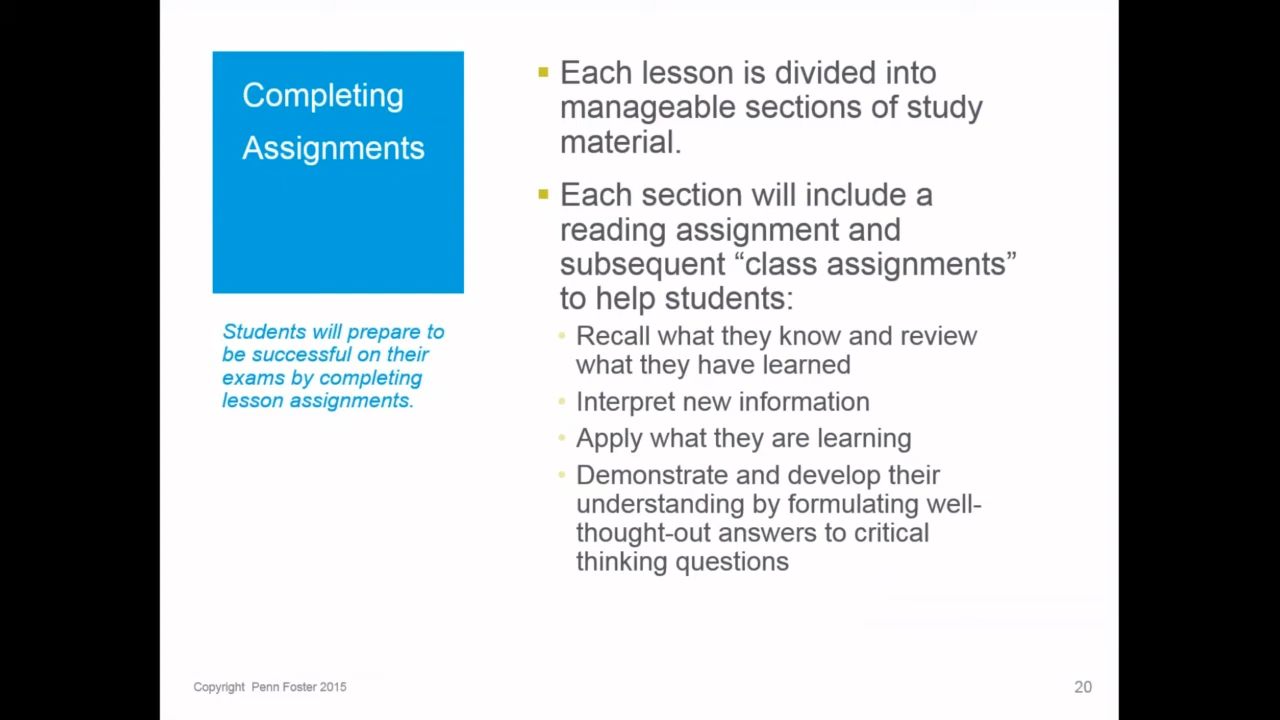 Completing
Assignments
Students will prepare to
be successful on their
exams by completing
lesson assignments.
▪ Each lesson is divided into
manageable sections of study
material.
▪ Each section will include a
reading assignment and
subsequent “class assignments”
to help students:
• Recall what they know and review
what they have learned
• Interpret new information
• Apply what they are learning
• Demonstrate and develop their
understanding by formulating well-
thought-out answers to critical
thinking questions
Copyright Penn Foster 2015
20